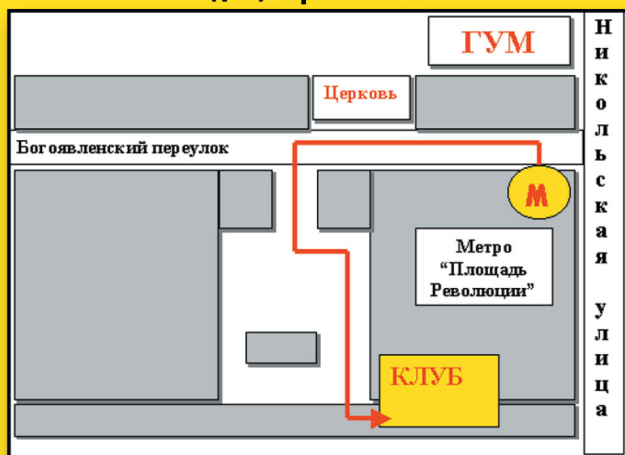 ГУМ
Церковь
Богоявленский переулок
М
Метро
“Площадь
Революции”
КЛУБ
Никольская улица